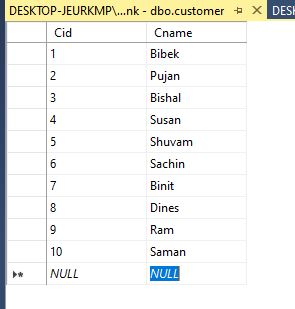 DESKTOP-JEURKMP\...nk - dbo.customer DESK
Cid Cname
1 Bibek
2 Pujan
3 Bishal
4 Susan
5 Shuvam
6 Sachin
7 Binit
8 Dines
9 Ram
10 Saman
NULL NULL